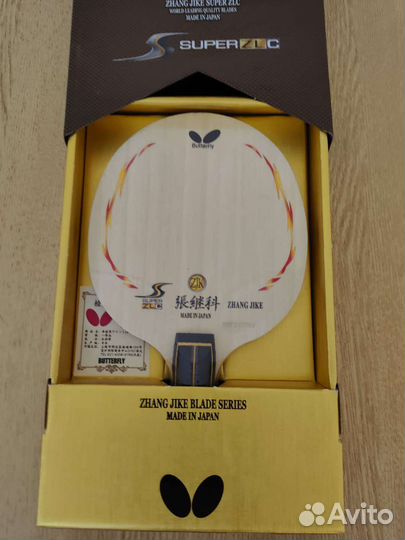 ZHANG JIKE SUPER ZLC
WORLD LEADING QUALITY BLADES
MADE IN JAPAN
S SUPER ZLC
Butterfly
ZJK
S SUPER ZLC
張継科
ZHANG JIKE
MADE IN JAPAN
BUTTERFLY
ZHANG JIKE BLADE SERIES
MADE IN JAPAN
Avito